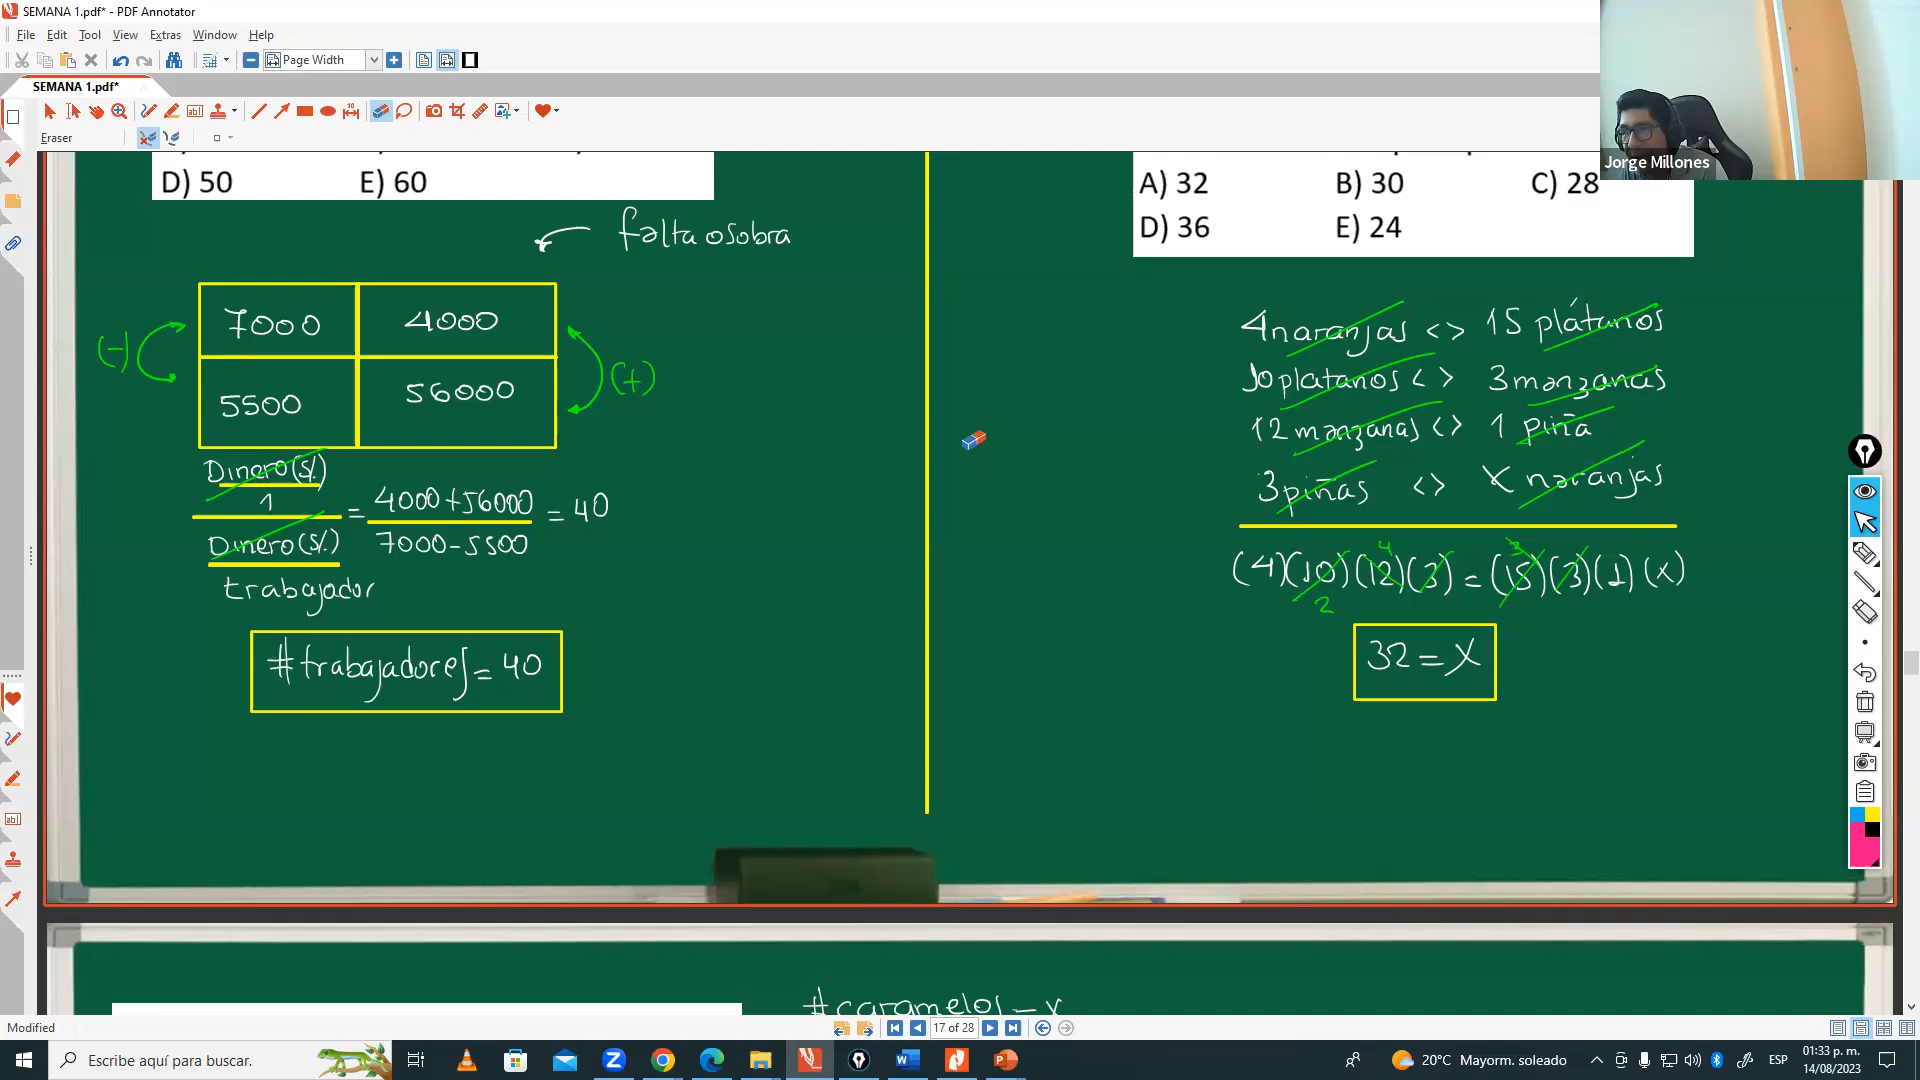 SEMANA 1.pdf* - PDF Annotator
File Edit Tool View Extras Window Help
Page Width
SEMANA 1.pdf*
Eraser
Jorge Millones
D) 50 E) 60
falta o sobra
7000 4000
(-) (+)
5500 56000
Dinero(S/.)
1
= 4000+56000 = 40
Dinero(S/.) 7000-5500
trabajador
#trabajadores = 40
A) 32 B) 30 C) 28
D) 36 E) 24
4 naranjas <> 15 plátanos
10 platanos <> 3 manzanas
12 manzanas <> 1 piña
3 piñas <> x naranjas
4 3
(4)(10)(12)(3) = (15)(3)(1)(x)
2
32 = x
#caramelos = x
Modified
17 of 28
Escribe aquí para buscar.
20°C Mayorm. soleado
ESP
01:33 p. m.
14/08/2023